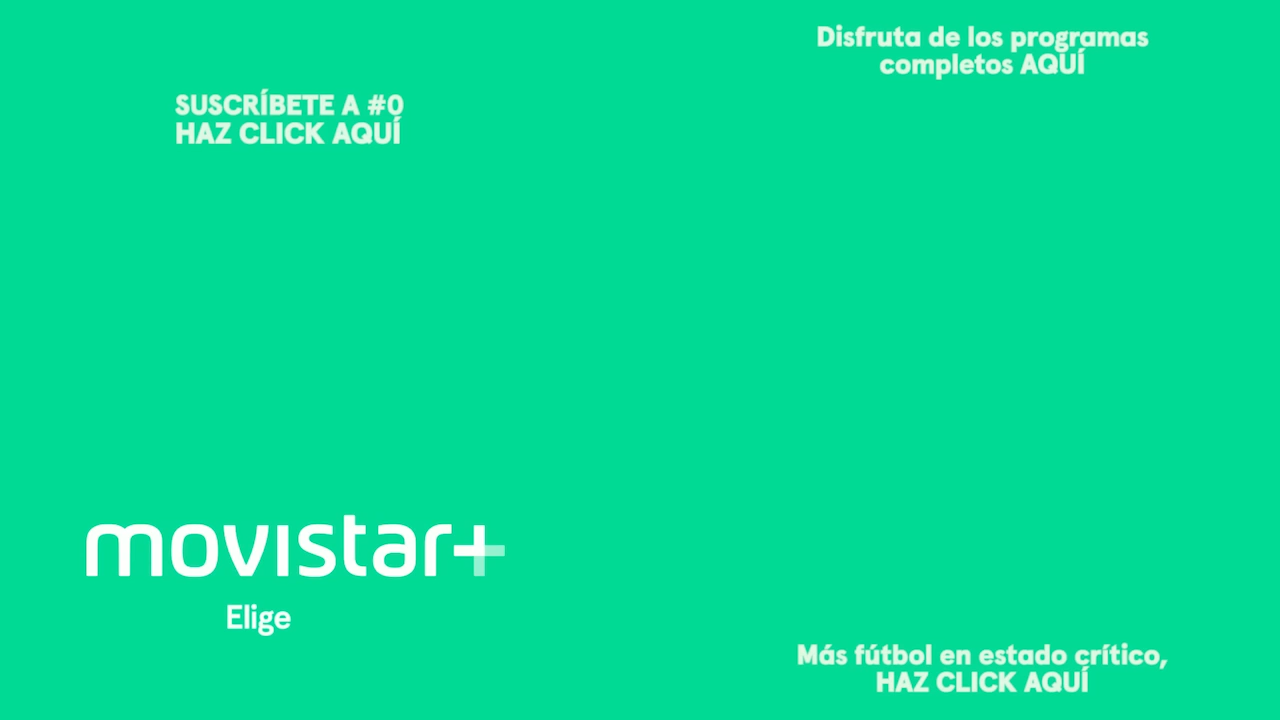 Disfruta de los programas
completos AQUÍ
SUSCRÍBETE A #0
HAZ CLICK AQUÍ
movistar+
Elige
Más fútbol en estado crítico,
HAZ CLICK AQUÍ